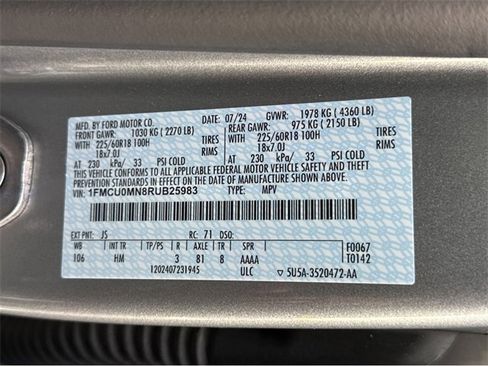 MFD. BY FORD MOTOR CO.
DATE: 07/24 GVWR: 1978 KG (4360 LB)
FRONT GAWR: 1030 KG (2270 LB) REAR GAWR: 975 KG (2150 LB)
WITH 225/60R18 100H TIRES WITH 225/60R18 100H TIRES
18x7.0J RIMS 18x7.0J RIMS
AT 230 kPa/ 33 PSI COLD AT 230 kPa/ 33 PSI COLD
THIS VEHICLE CONFORMS TO ALL APPLICABLE FEDERAL MOTOR VEHICLE SAFETY
AND THEFT PREVENTION STANDARDS IN EFFECT ON THE DATE OF MANUFACTURE SHOWN ABOVE.
VIN: 1FMCU0MN8RUB25983 TYPE: MPV
EXT PNT: JS RC: 71 DSO:
WB INT TR TP/PS R AXLE TR SPR F0067
106 HM 3 81 8 AAAA T0142
1202407231945 ULC 5U5A-3520472-AA